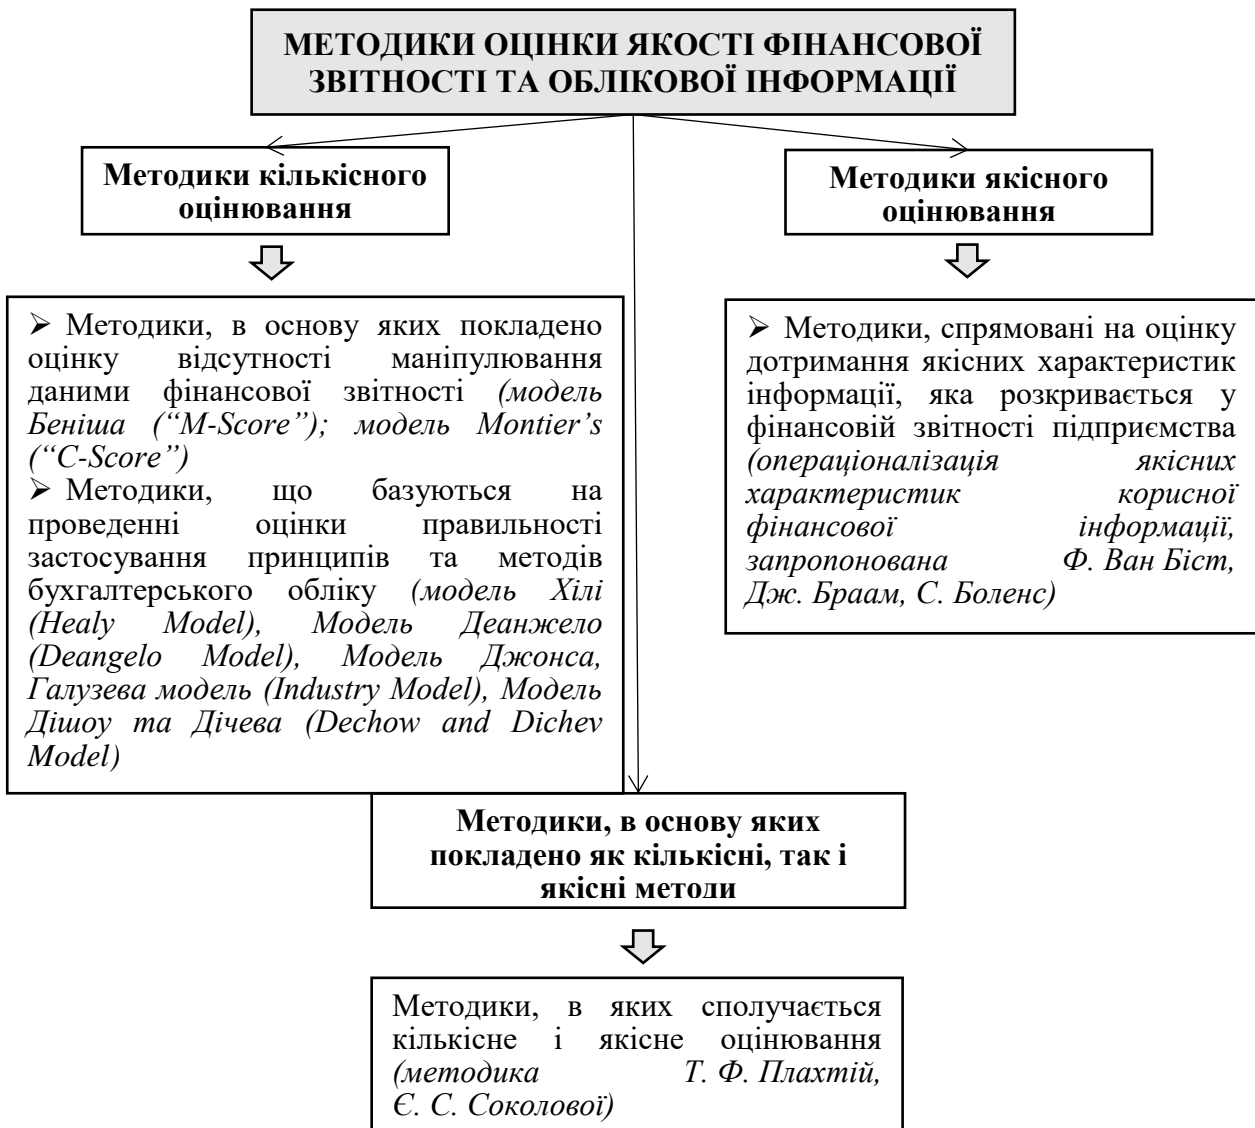 МЕТОДИКИ ОЦІНКИ ЯКОСТІ ФІНАНСОВОЇ
ЗВІТНОСТІ ТА ОБЛІКОВОЇ ІНФОРМАЦІЇ
Методики кількісного
оцінювання
Методики якісного
оцінювання
➢ Методики, в основу яких покладено
оцінку відсутності маніпулювання
даними фінансової звітності (модель
Беніша (“M-Score”); модель Montier’s
(“C-Score”)
➢ Методики, що базуються на
проведенні оцінки правильності
застосування принципів та методів
бухгалтерського обліку (модель Хілі
(Healy Model), Модель Деанжело
(Deangelo Model), Модель Джонса,
Галузева модель (Industry Model), Модель
Дішоу та Дічева (Dechow and Dichev
Model)
➢ Методики, спрямовані на оцінку
дотримання якісних характеристик
інформації, яка розкривається у
фінансовій звітності підприємства
(операціоналізація якісних
характеристик корисної
фінансової інформації,
запропонована Ф. Ван Біст,
Дж. Браам, С. Боленс)
Методики, в основу яких
покладено як кількісні, так і
якісні методи
Методики, в яких сполучається
кількісне і якісне оцінювання
(методика Т. Ф. Плахтій,
Є. С. Соколової)